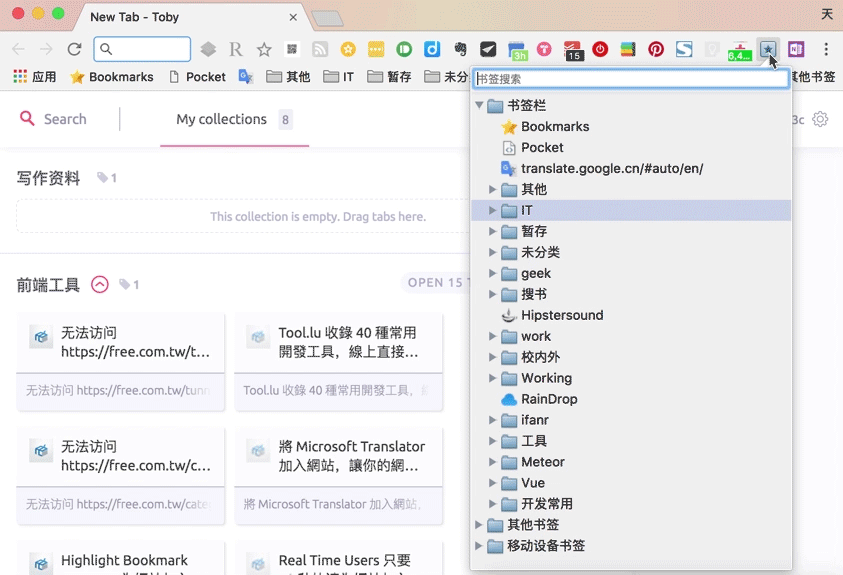 New Tab - Toby
天
R
3h
15
6,4...
应用
Bookmarks
Pocket
其他
IT
暂存
未分
其他书签
书签搜索
Search
My collections
8
3c
写作资料
1
This collection is empty. Drag tabs here.
前端工具
1
OPEN 15 T
无法访问
https://free.com.tw/t...
无法访问 https://free.com.tw/tunn
Tool.lu 收錄 40 種常用
開發工具，線上直接...
Tool.lu 收錄 40 種常用開發工具，
无法访问
https://free.com.tw/c...
无法访问 https://free.com.tw/cate
將 Microsoft Translator
加入網站，讓你的網...
將 Microsoft Translator 加入網站，
Highlight Bookmark
Real Time Users 只要
书签栏
Bookmarks
Pocket
translate.google.cn/#auto/en/
其他
IT
暂存
未分类
geek
搜书
Hipstersound
work
校内外
Working
RainDrop
ifanr
工具
Meteor
Vue
开发常用
其他书签
移动设备书签